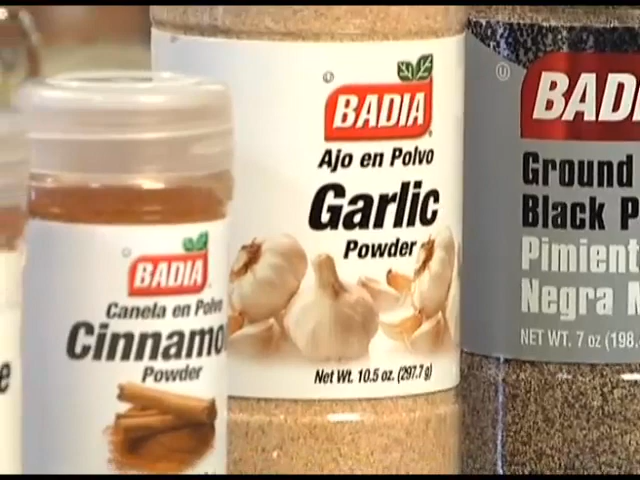 BADIA
Canela en Polvo
Cinnamo
Powder
BADIA
Ajo en Polvo
Garlic
Powder
Net Wt. 10.5 oz. (297.7 g)
U
BADI
Ground
Black P
Pimient
Negra M
NET WT. 7 oz (198.
e